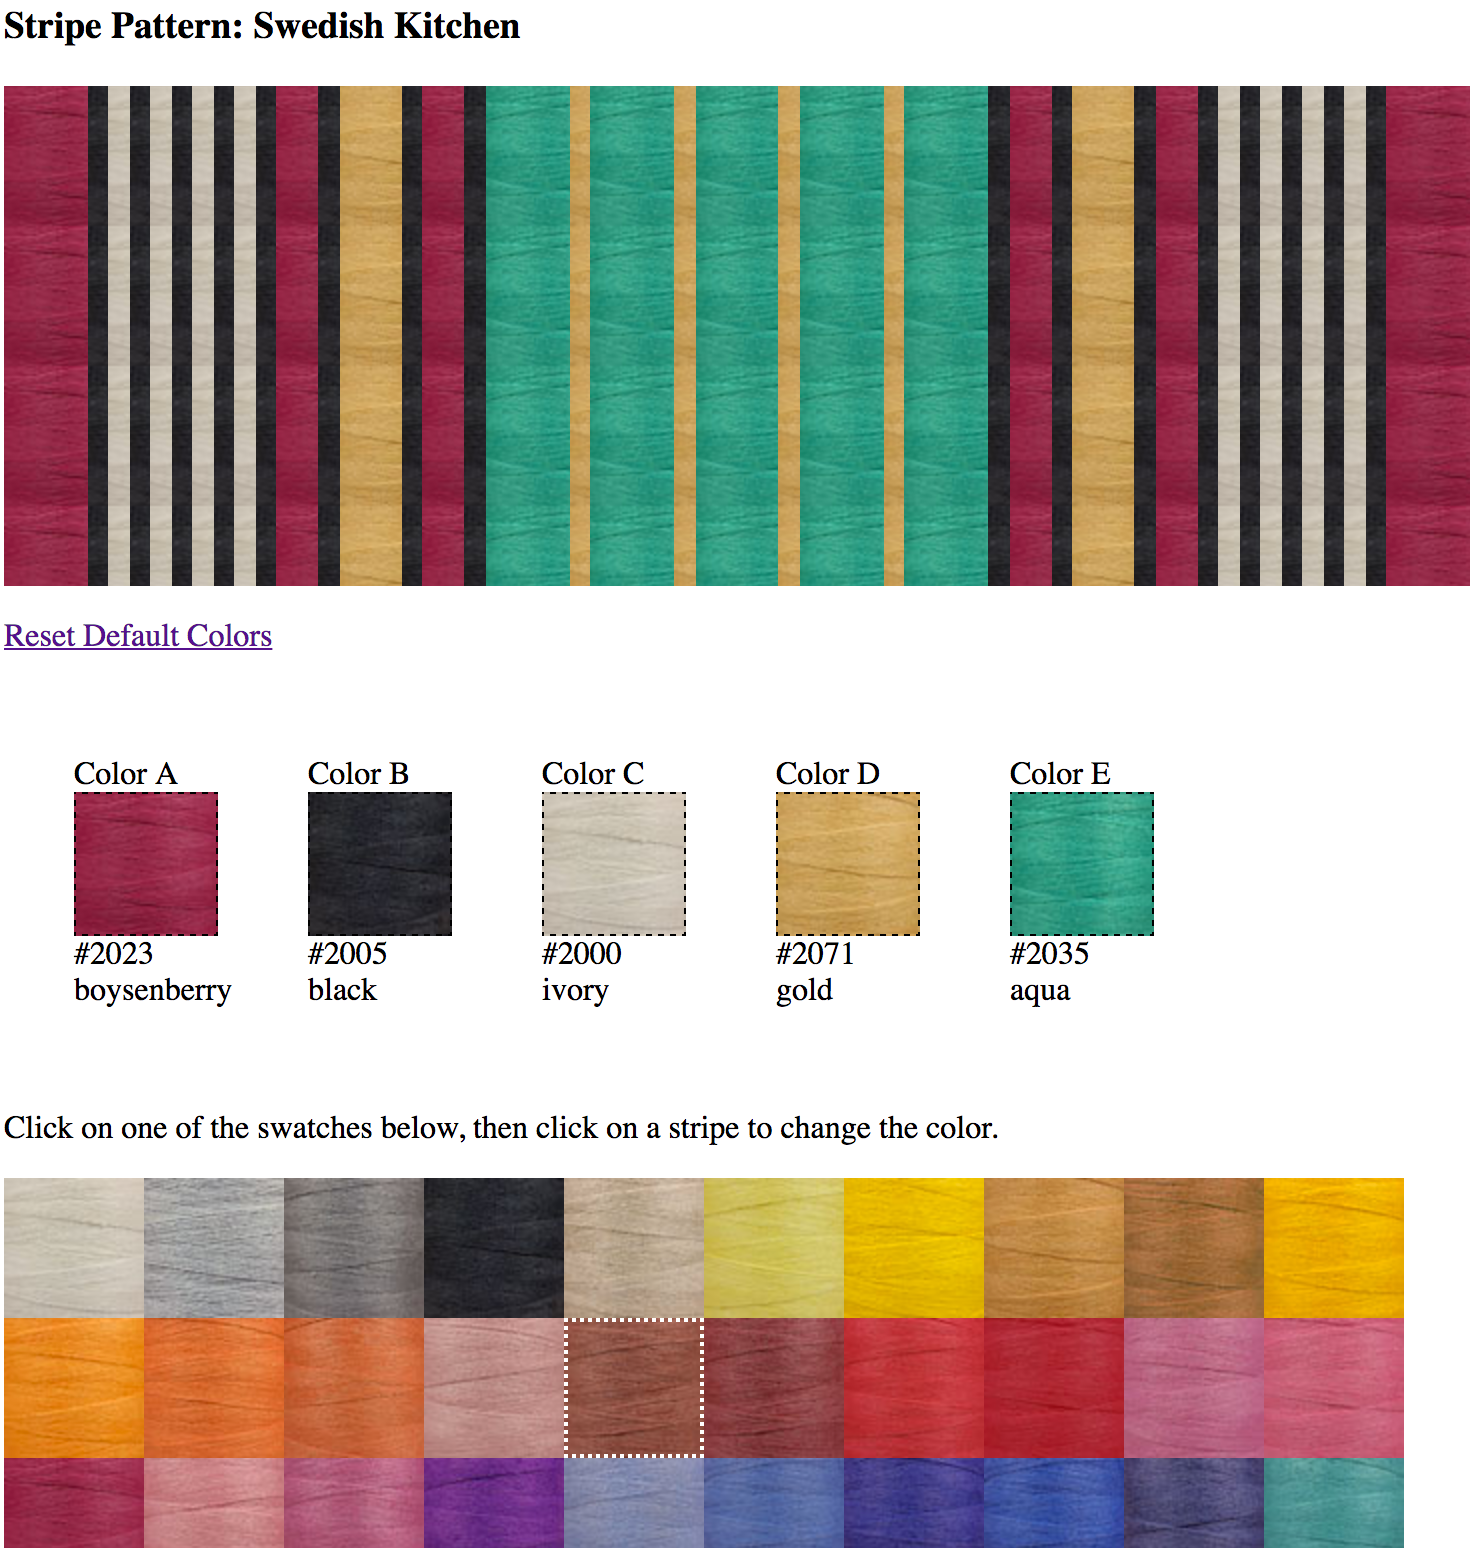 Stripe Pattern: Swedish Kitchen
Reset Default Colors
Color A
Color B
Color C
Color D
Color E
#2023
#2005
#2000
#2071
#2035
boysenberry
black
ivory
gold
aqua
Click on one of the swatches below, then click on a stripe to change the color.